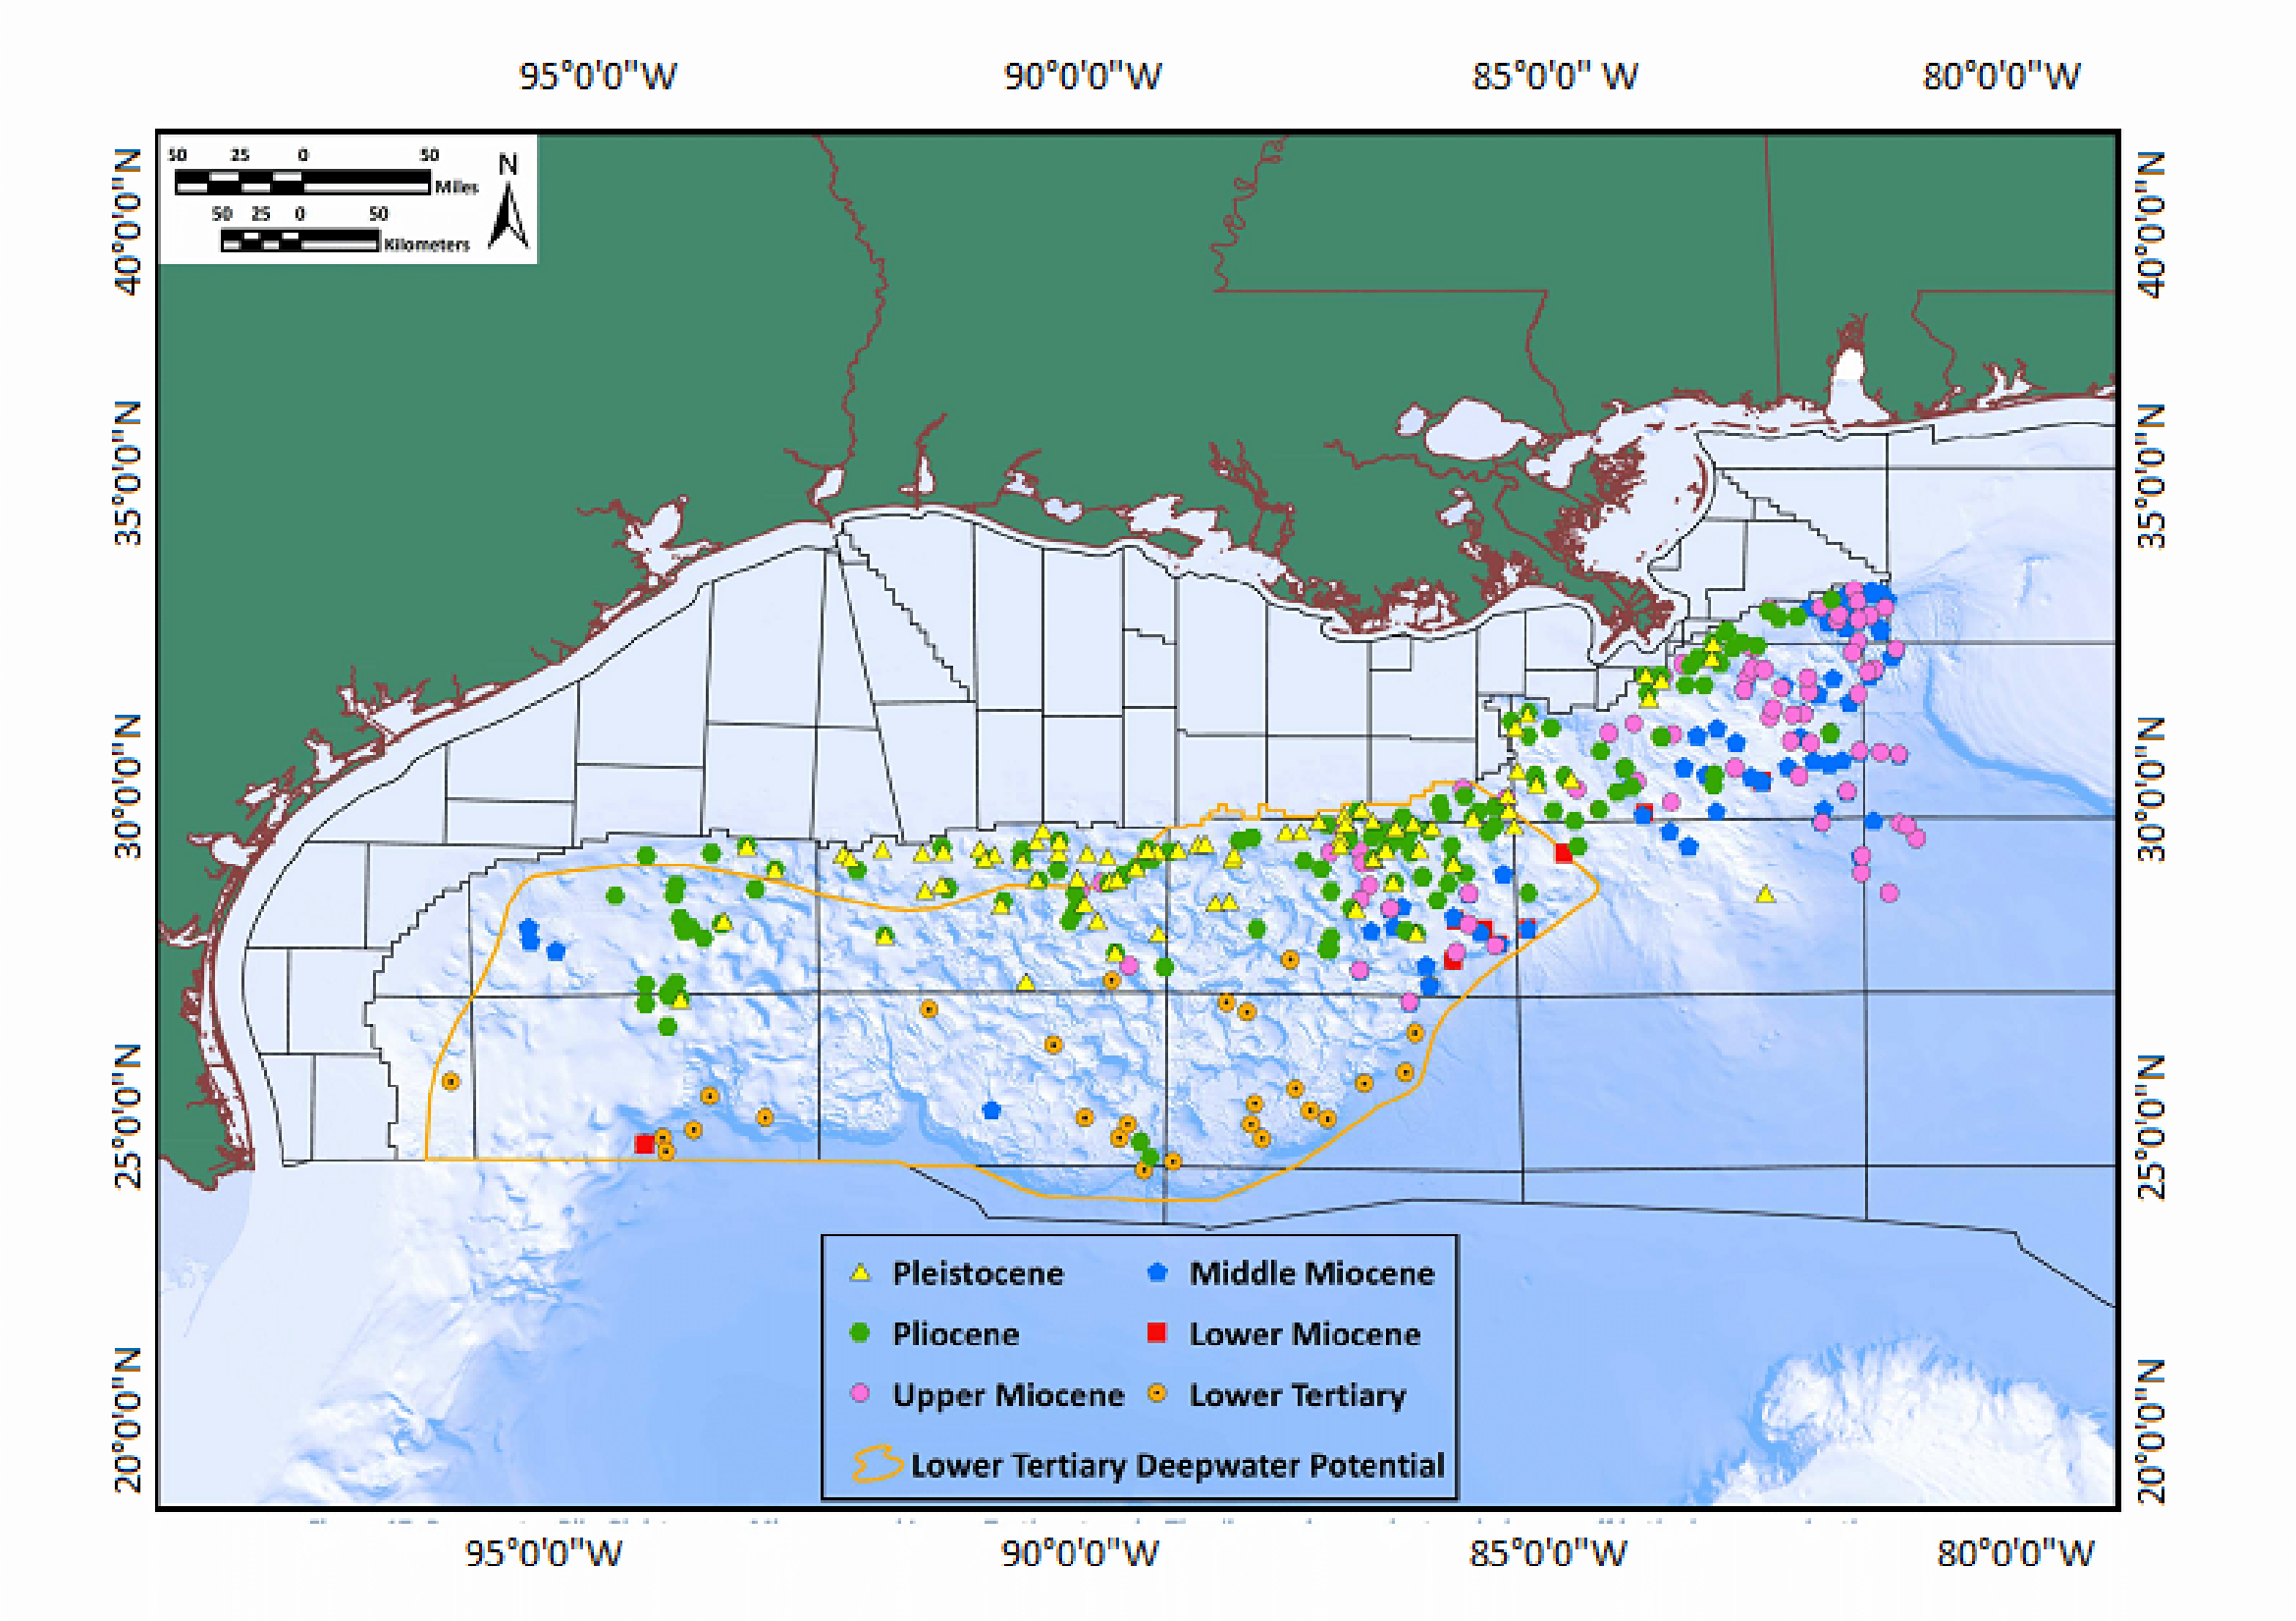 95°0'0"W 90°0'0"W 85°0'0" W 80°0'0"W
50 25 0 50
Miles
50 25 0 50
Kilometers
N
40°0'0"N
35°0'0"N
30°0'0"N
25°0'0"N
20°0'0"N
40°0'0"N
35°0'0"N
30°0'0"N
25°0'0"N
20°0'0"N
Pleistocene Middle Miocene
Pliocene Lower Miocene
Upper Miocene Lower Tertiary
Lower Tertiary Deepwater Potential
95°0'0"W 90°0'0"W 85°0'0"W 80°0'0"W